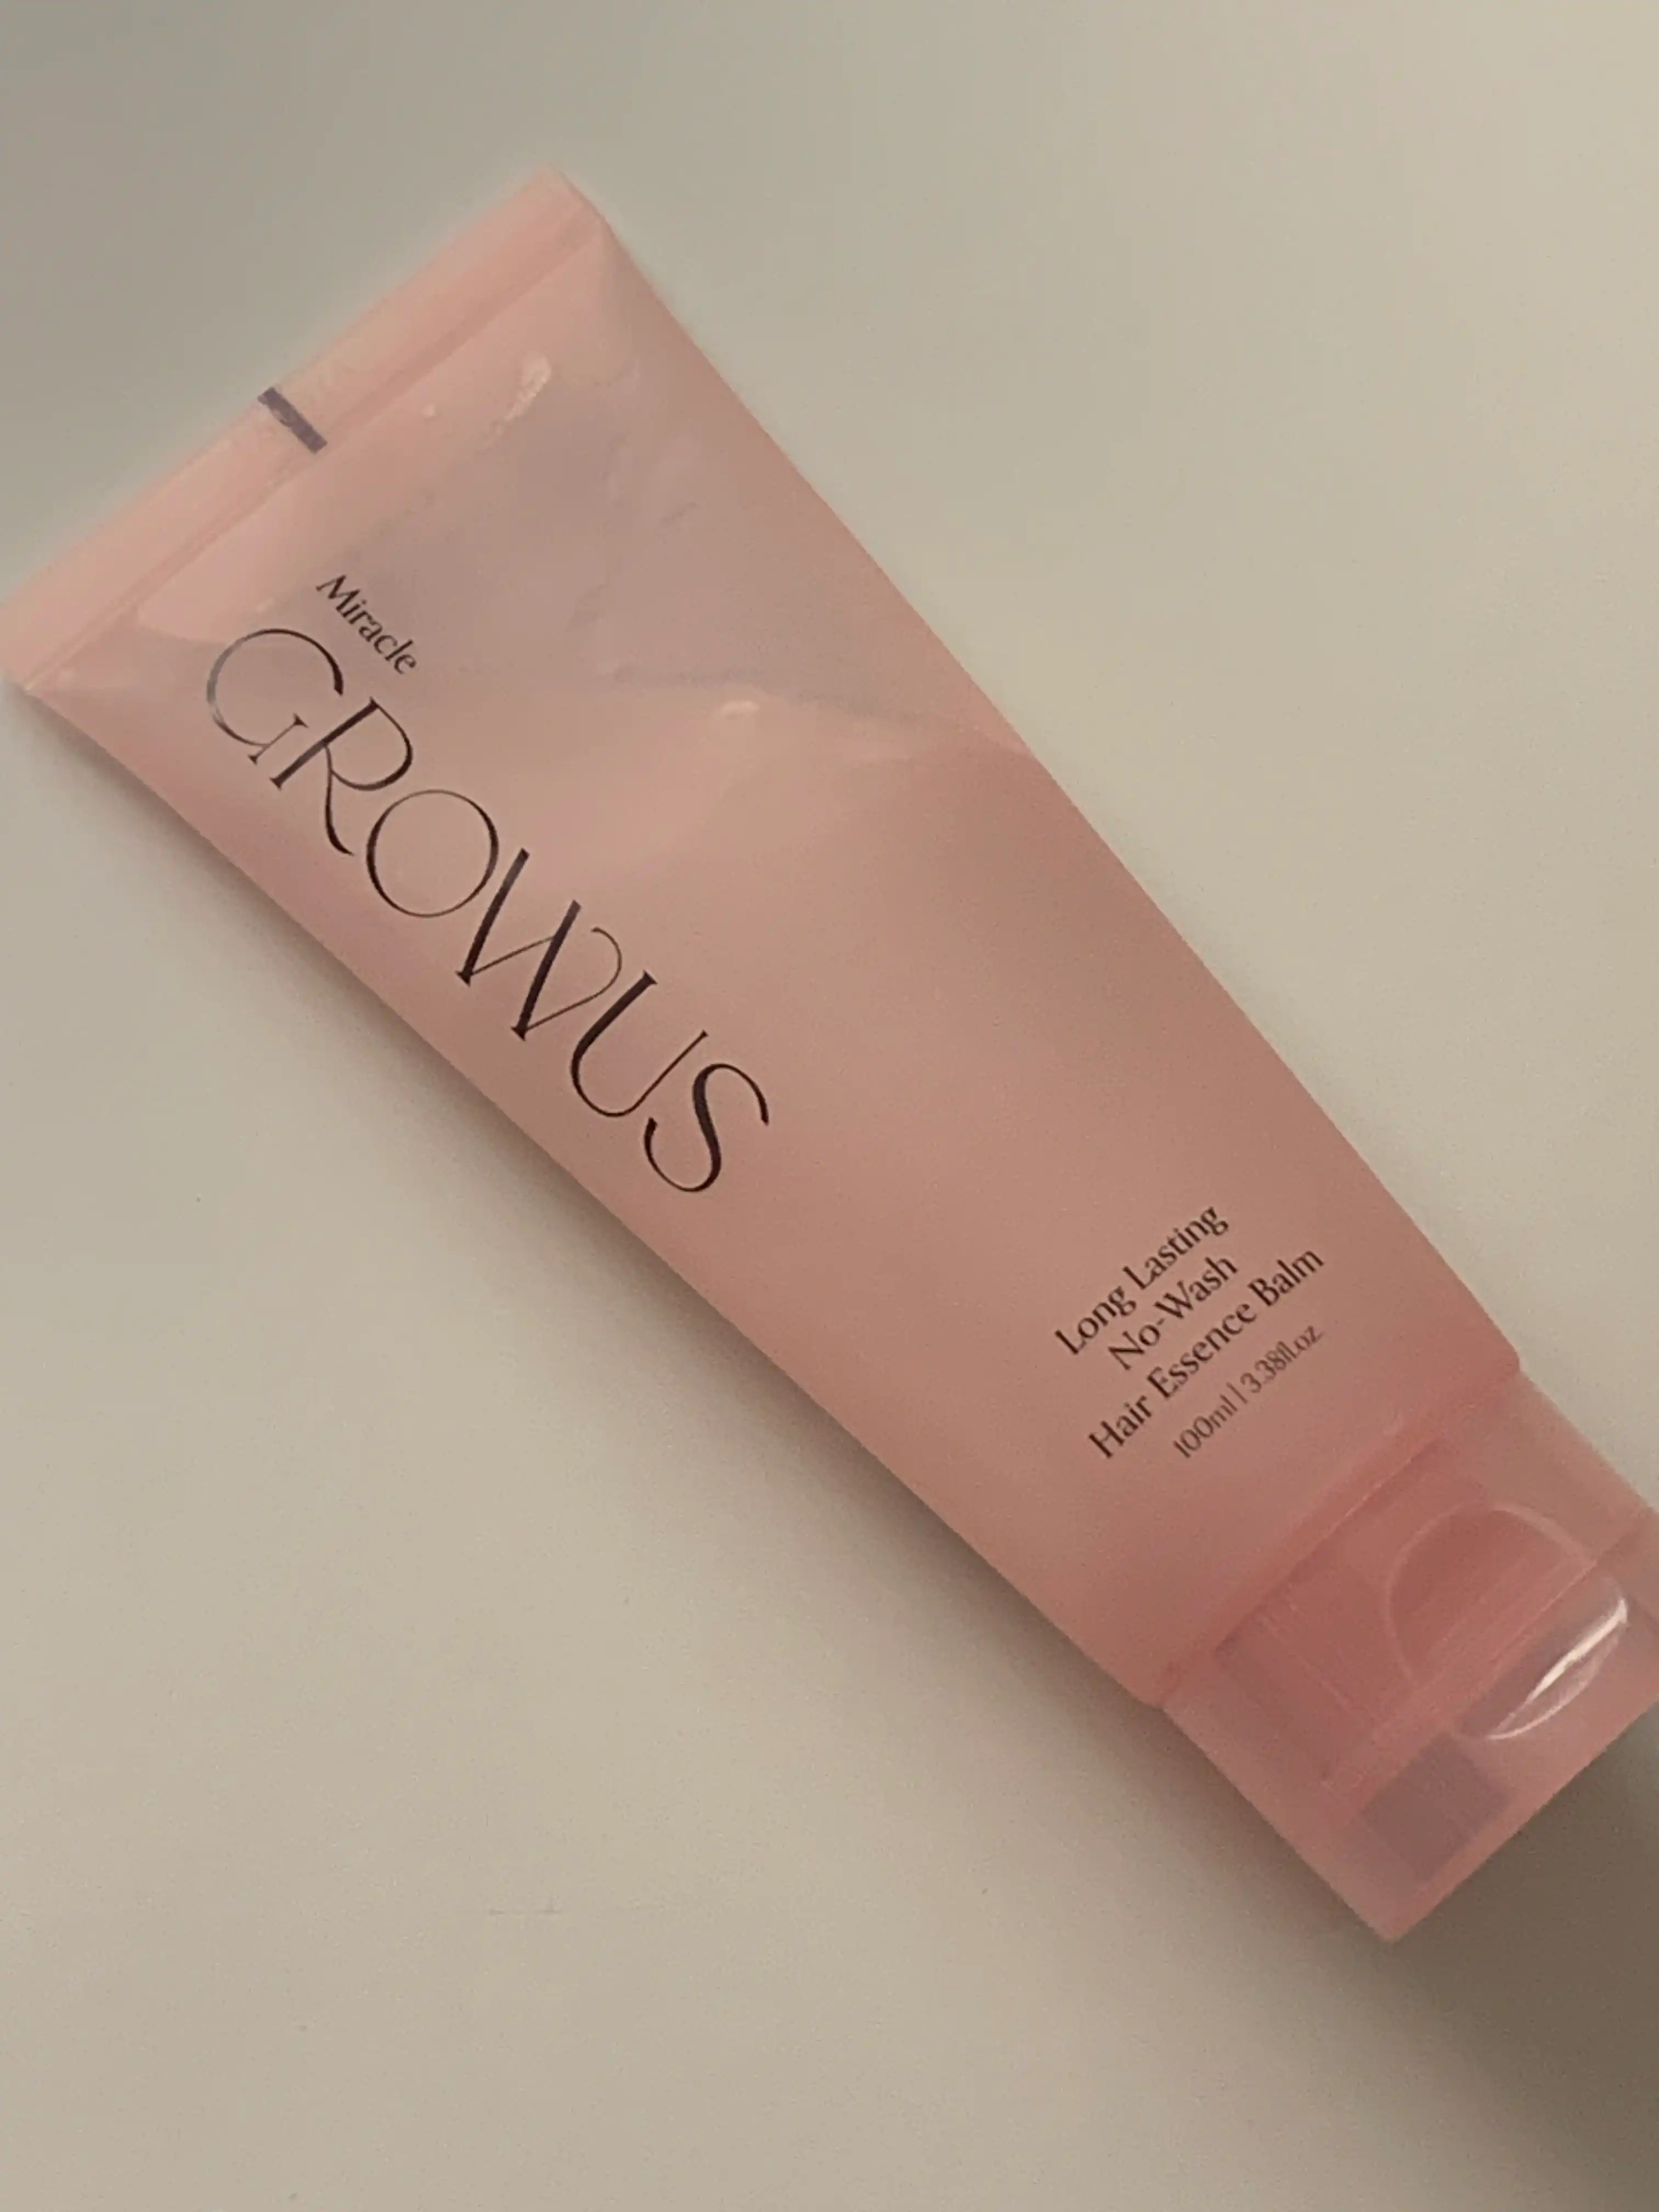 Miracle
GROWUS
Long Lasting
No-Wash
Hair Essence Balm
100ml | 3.38fl.oz